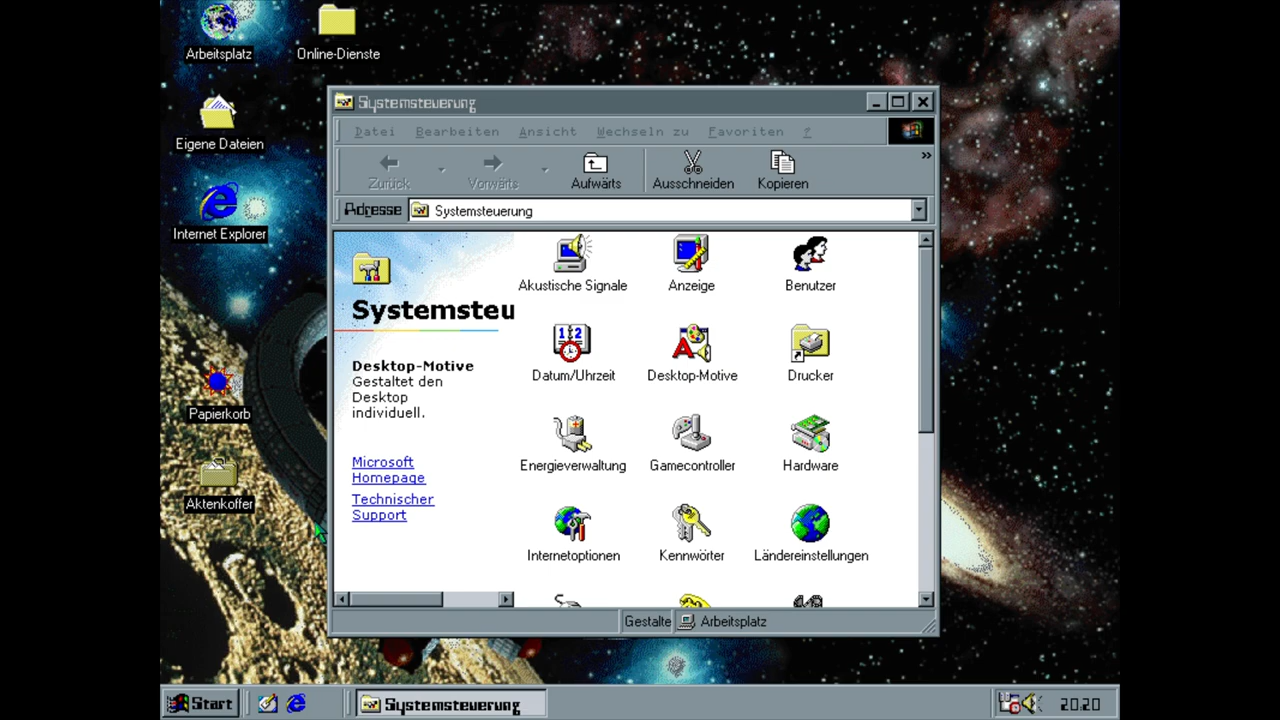 Arbeitsplatz
Online-Dienste
Eigene Dateien
Internet Explorer
Papierkorb
Aktenkoffer
Systemsteuerung
Datei Bearbeiten Ansicht Wechseln zu Favoriten ?
Zurück Vorwärts Aufwärts Ausschneiden Kopieren »
Adresse Systemsteuerung
Systemsteu
Desktop-Motive
Gestaltet den
Desktop
individuell.
Microsoft
Homepage
Technischer
Support
Akustische Signale Anzeige Benutzer
Datum/Uhrzeit Desktop-Motive Drucker
Energieverwaltung Gamecontroller Hardware
Internetoptionen Kennwörter Ländereinstellungen
Gestalte Arbeitsplatz
Start Systemsteuerung 20:20